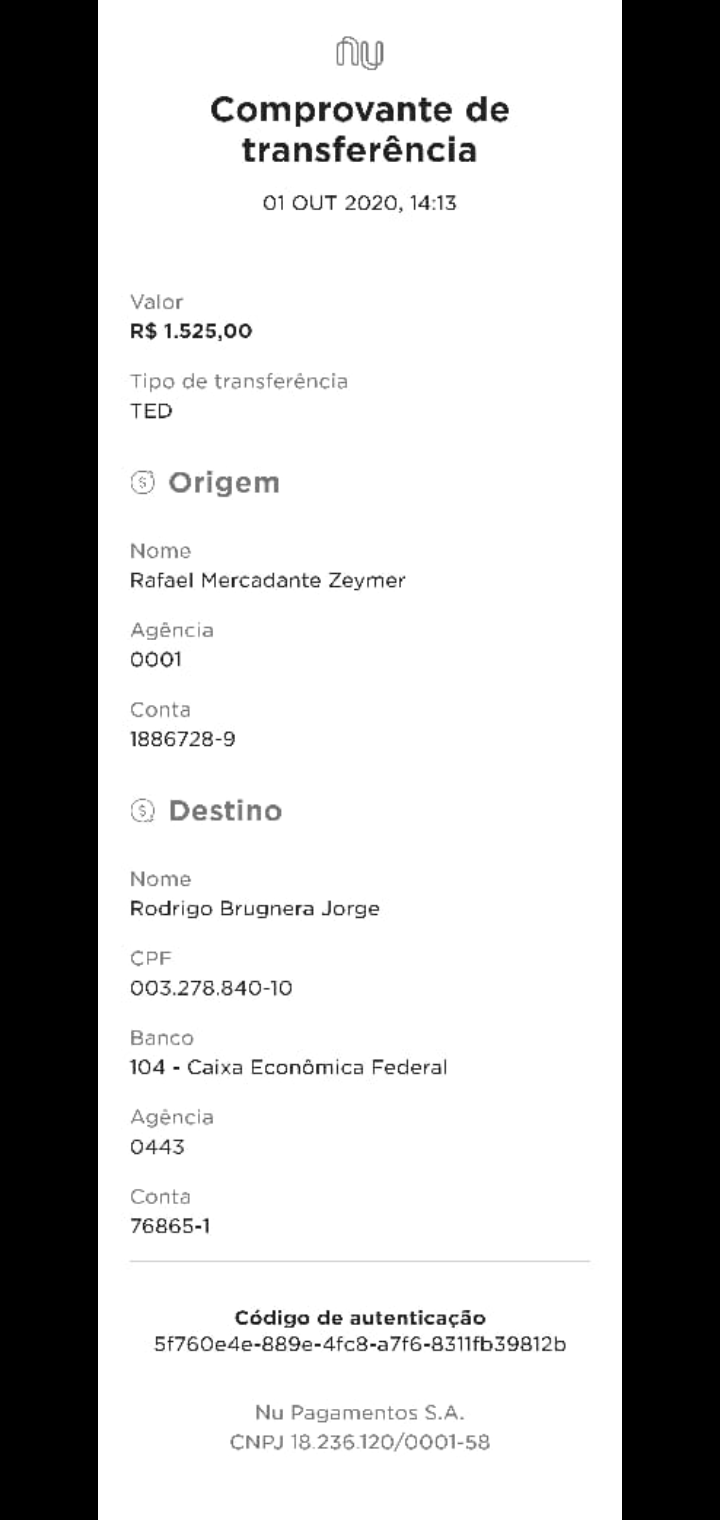 nu
Comprovante de
transferência
01 OUT 2020, 14:13
Valor
R$ 1.525,00
Tipo de transferência
TED
Origem
Nome
Rafael Mercadante Zeymer
Agência
0001
Conta
1886728-9
Destino
Nome
Rodrigo Brugnera Jorge
CPF
003.278.840-10
Banco
104 - Caixa Econômica Federal
Agência
0443
Conta
76865-1
Código de autenticação
5f760e4e-889e-4fc8-a7f6-8311fb39812b
Nu Pagamentos S.A.
CNPJ 18.236.120/0001-58